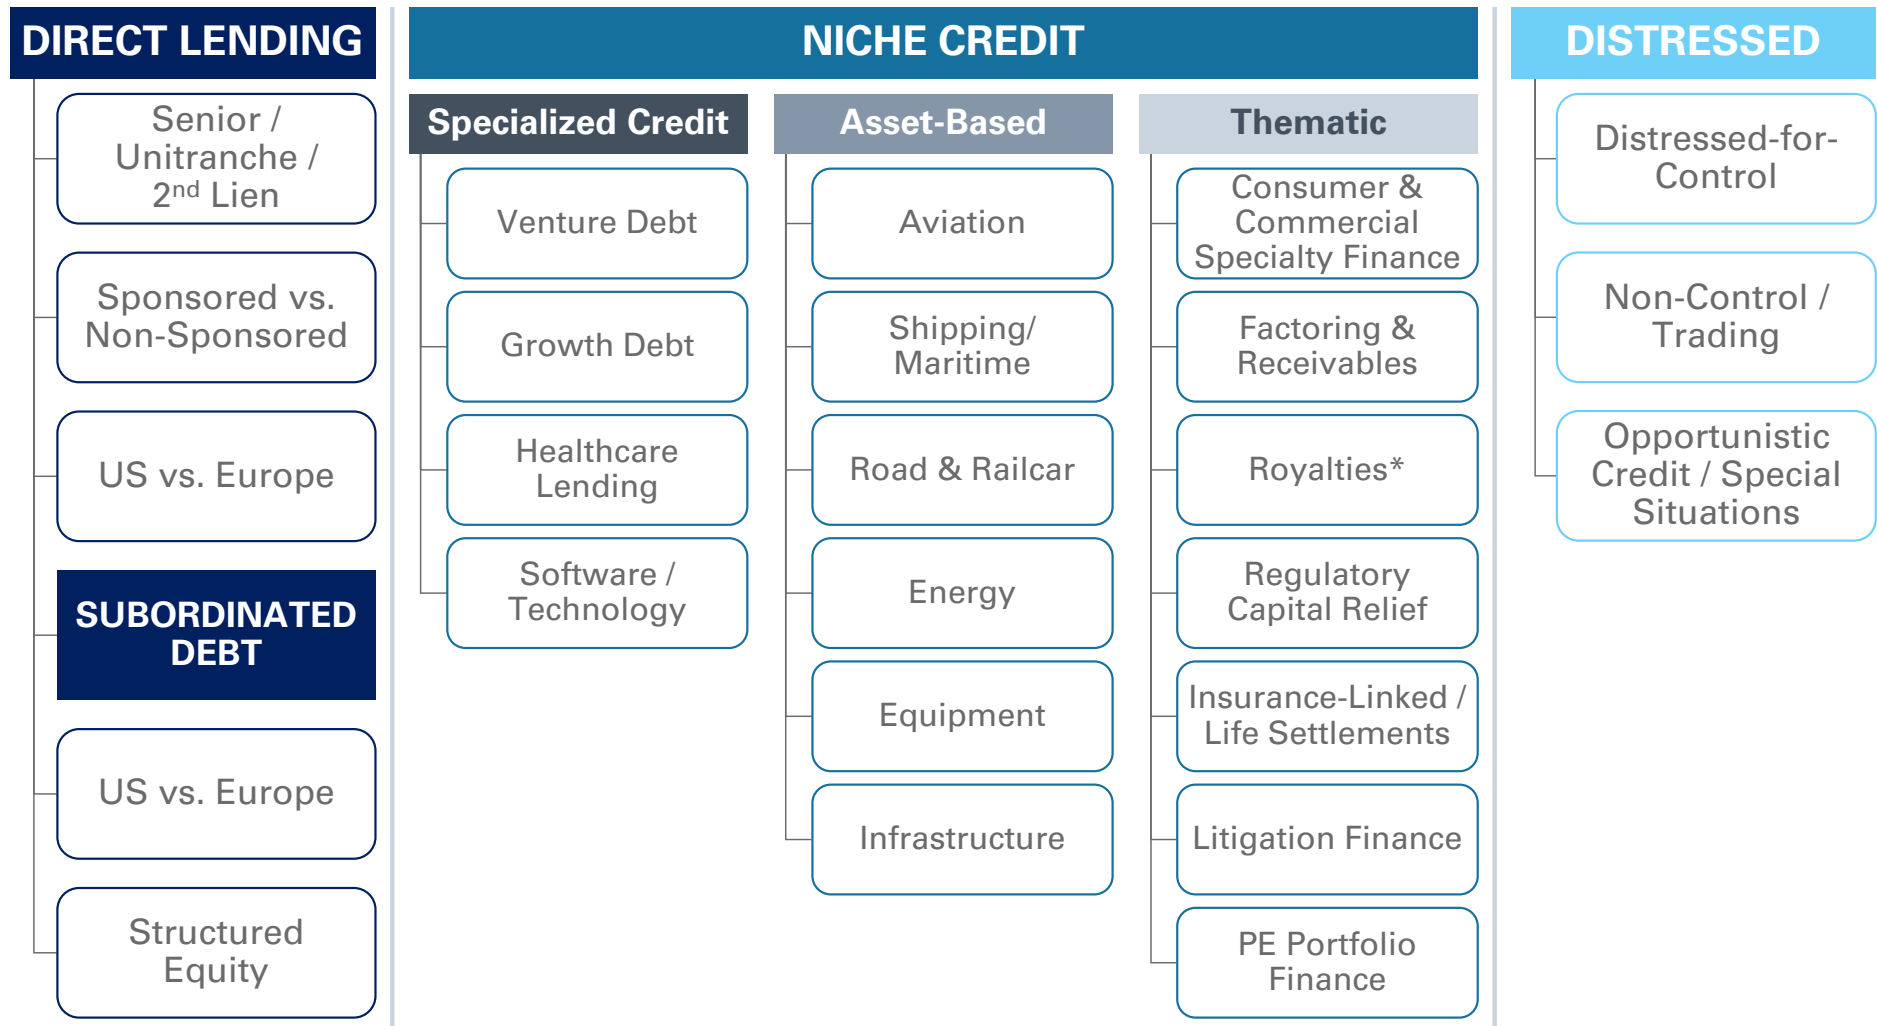 DIRECT LENDING
Senior /
Unitranche /
2nd Lien
Sponsored vs.
Non-Sponsored
US vs. Europe
SUBORDINATED
DEBT
US vs. Europe
Structured
Equity
NICHE CREDIT
Specialized Credit
Venture Debt
Growth Debt
Healthcare
Lending
Software /
Technology
Asset-Based
Aviation
Shipping/
Maritime
Road & Railcar
Energy
Equipment
Infrastructure
Thematic
Consumer &
Commercial
Specialty Finance
Factoring &
Receivables
Royalties*
Regulatory
Capital Relief
Insurance-Linked /
Life Settlements
Litigation Finance
PE Portfolio
Finance
DISTRESSED
Distressed-for-
Control
Non-Control /
Trading
Opportunistic
Credit / Special
Situations